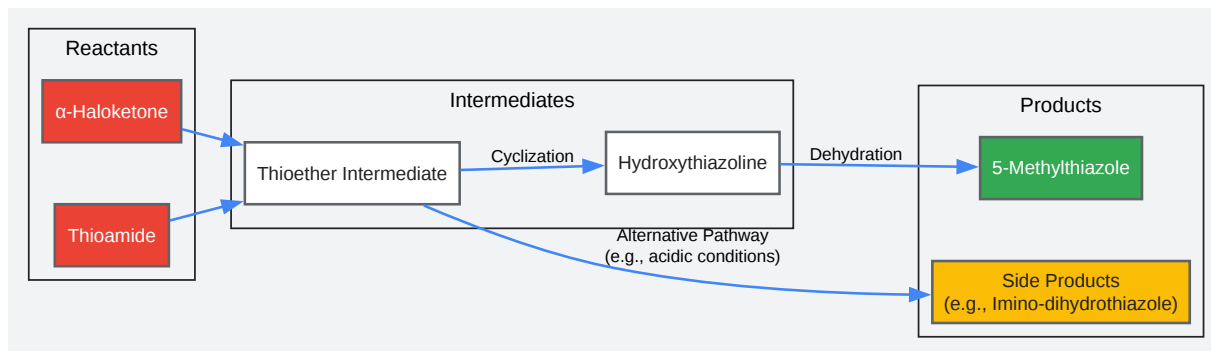 Reactants
α-Haloketone
Thioamide
Intermediates
Thioether Intermediate
Cyclization
Hydroxythiazoline
Dehydration
Alternative Pathway
(e.g., acidic conditions)
Products
5-Methylthiazole
Side Products
(e.g., Imino-dihydrothiazole)